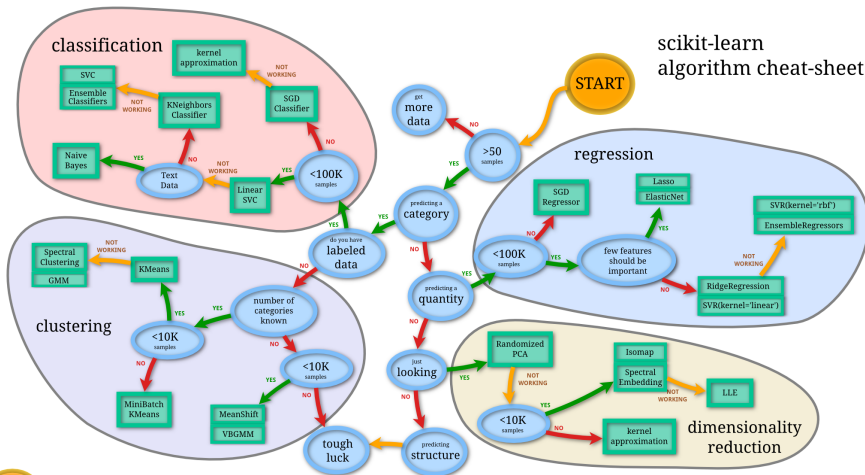 scikit-learn
algorithm cheat-sheet
START
classification
kernel
approximation
NOT
WORKING
SVC
Ensemble
Classifiers
NOT
WORKING
KNeighbors
Classifier
SGD
Classifier
NO
Naive
Bayes
YES
Text
Data
NO
NOT
WORKING
Linear
SVC
YES
<100K
samples
YES
get
more
data
NO
>50
samples
YES
predicting a
category
YES
NO
do you have
labeled
data
NO
predicting a
quantity
YES
NO
regression
SGD
Regressor
NO
<100K
samples
YES
few features
should be
important
YES
Lasso
ElasticNet
NO
RidgeRegression
SVR(kernel='linear')
NOT
WORKING
SVR(kernel='rbf')
EnsembleRegressors
clustering
Spectral
Clustering
GMM
NOT
WORKING
KMeans
YES
<10K
samples
YES
number of
categories
known
NO
NO
MiniBatch
KMeans
<10K
samples
YES
NO
MeanShift
VBGMM
tough
luck
just
looking
YES
NO
predicting
structure
Randomized
PCA
NOT
WORKING
<10K
samples
YES
NO
Isomap
Spectral
Embedding
NOT
WORKING
LLE
kernel
approximation
dimensionality
reduction